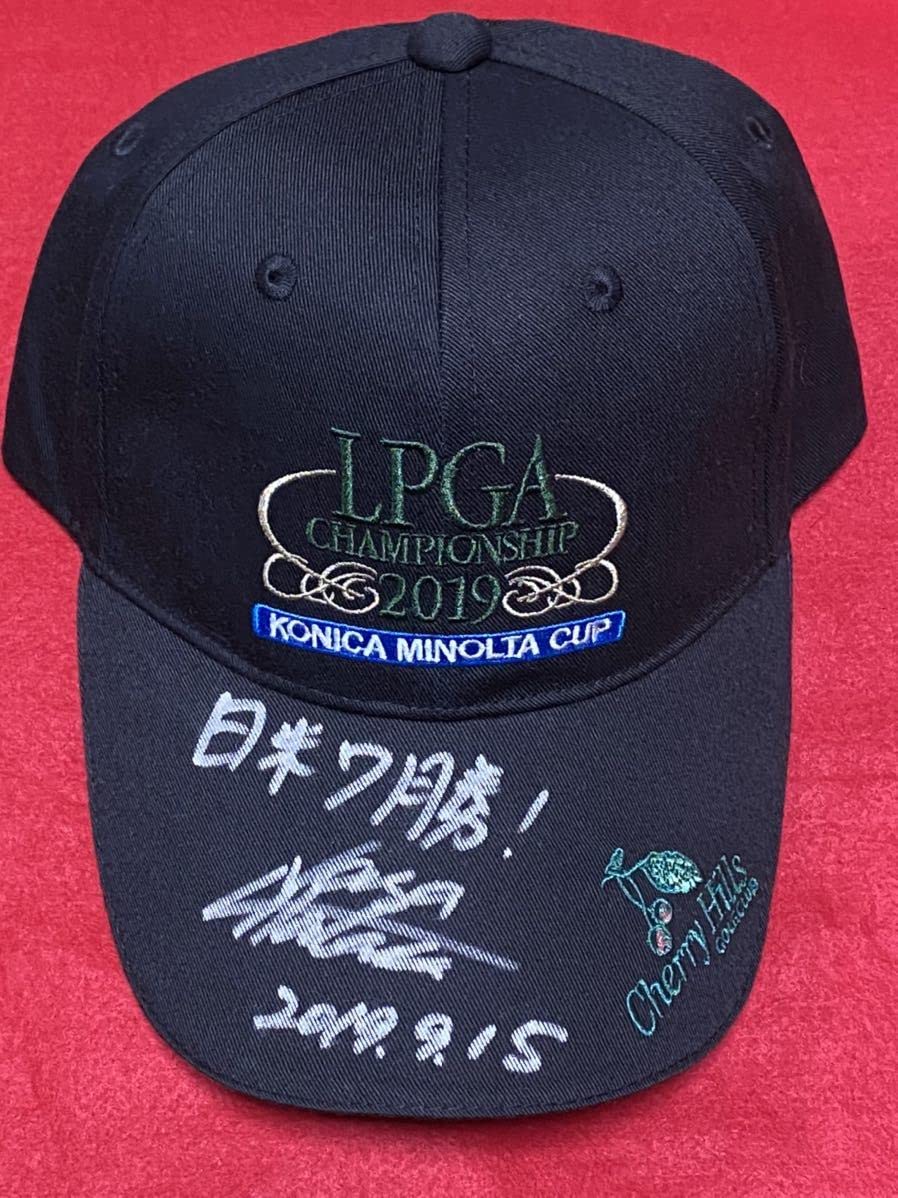 LPGA
CHAMPIONSHIP
2019
KONICA MINOLTA CUP
日米7勝!
2019.9.15
Cherry Hills
GOLF CLUB